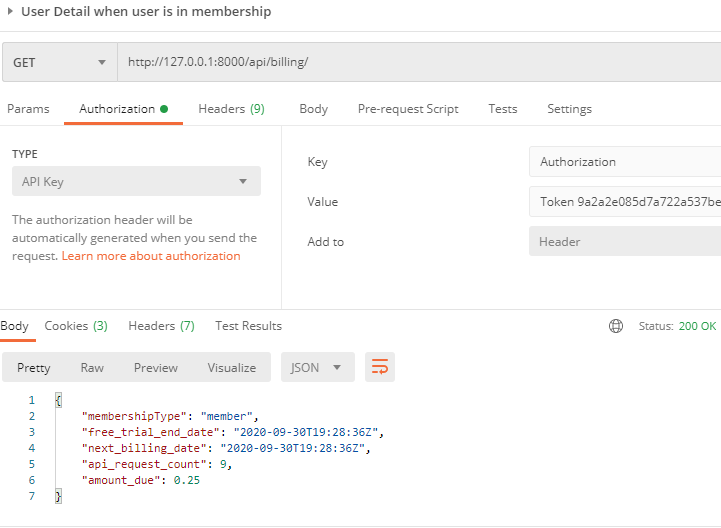 User Detail when user is in membership
GET http://127.0.0.1:8000/api/billing/
Params Authorization Headers (9) Body Pre-request Script Tests Settings
TYPE
API Key
The authorization header will be
automatically generated when you send the
request. Learn more about authorization
Key Authorization
Value Token 9a2a2e085d7a722a537be
Add to Header
Body Cookies (3) Headers (7) Test Results Status: 200 OK
Pretty Raw Preview Visualize JSON
1 {
2 "membershipType": "member",
3 "free_trial_end_date": "2020-09-30T19:28:36Z",
4 "next_billing_date": "2020-09-30T19:28:36Z",
5 "api_request_count": 9,
6 "amount_due": 0.25
7 }